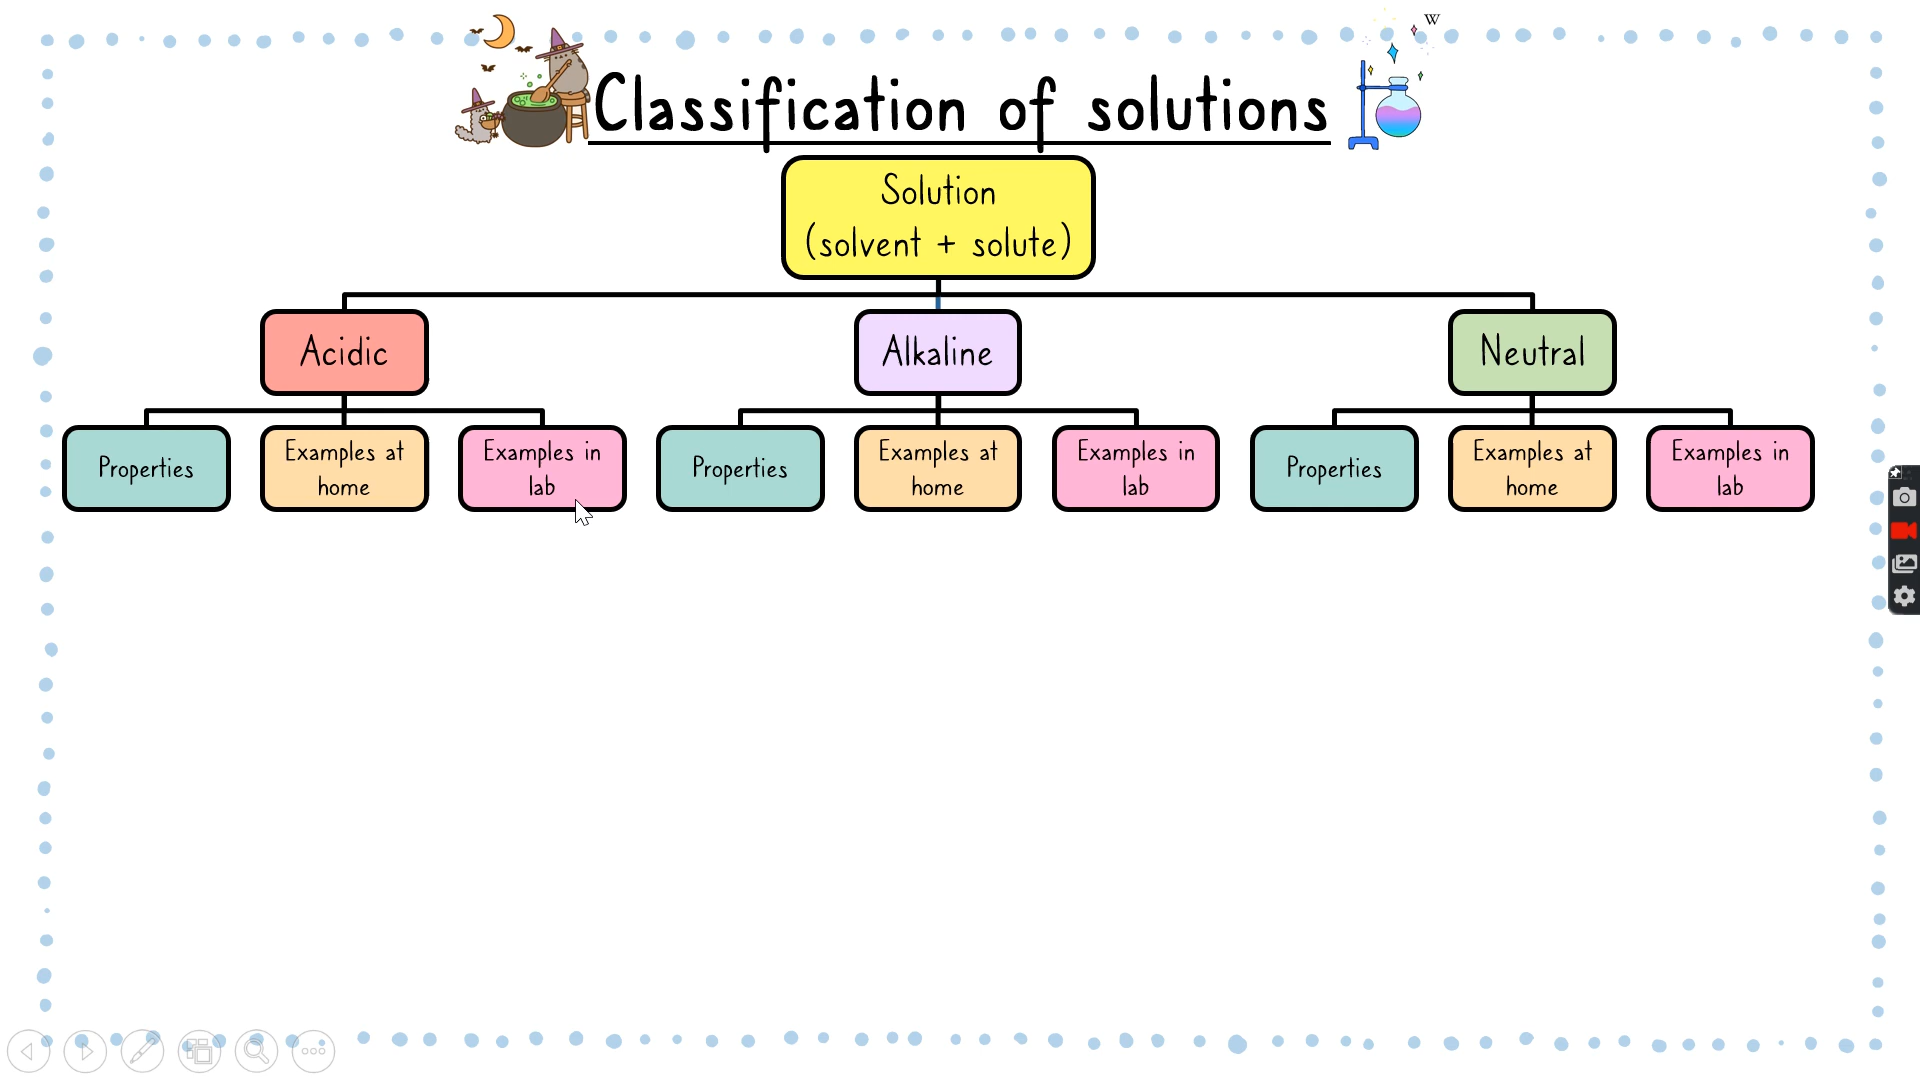 W
Classification of solutions
Solution
(solvent + solute)
Acidic
Alkaline
Neutral
Properties
Examples at
home
Examples in
lab
Properties
Examples at
home
Examples in
lab
Properties
Examples at
home
Examples in
lab